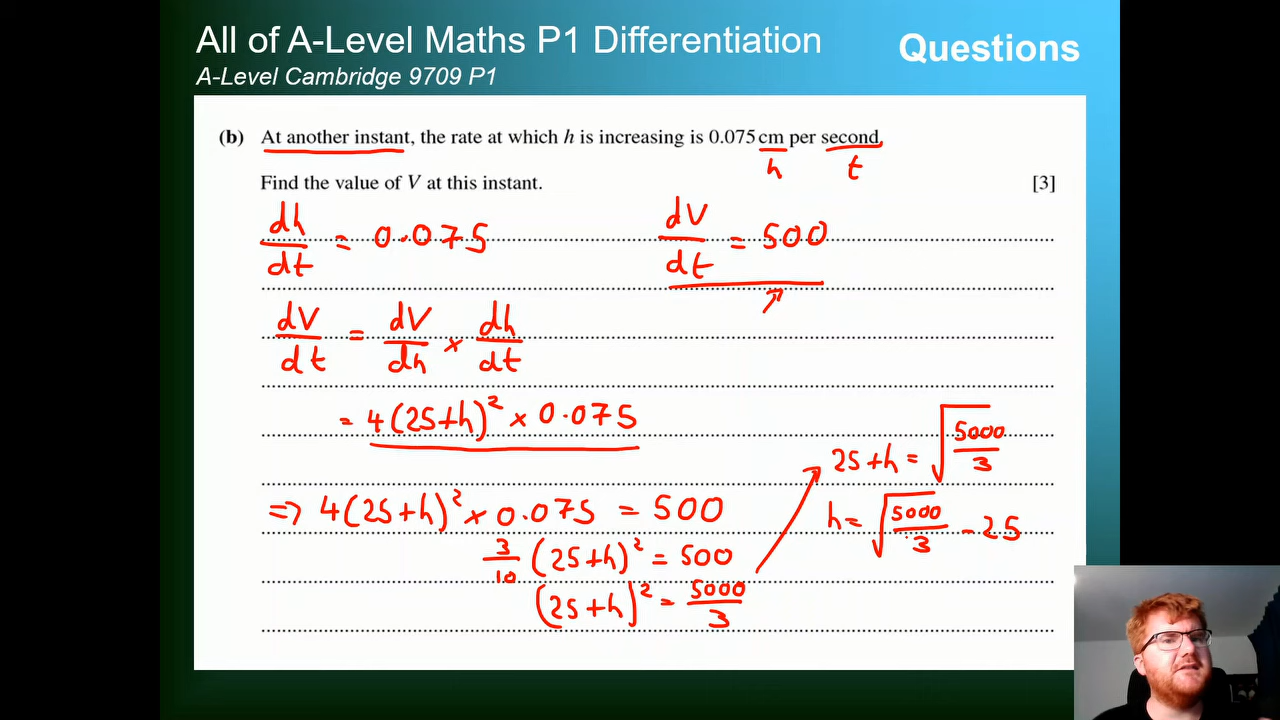 All of A-Level Maths P1 Differentiation
Questions
A-Level Cambridge 9709 P1
(b) At another instant, the rate at which h is increasing is 0.075 cm per second.
h t
Find the value of V at this instant. [3]
dh/dt = 0.075
dV/dt = 500
dV/dt = dV/dh × dh/dt
= 4(25+h)² × 0.075
=> 4(25+h)² × 0.075 = 500
3/10 (25+h)² = 500
(25+h)² = 5000/3
25+h = √(5000/3)
h = √(5000/3) - 25